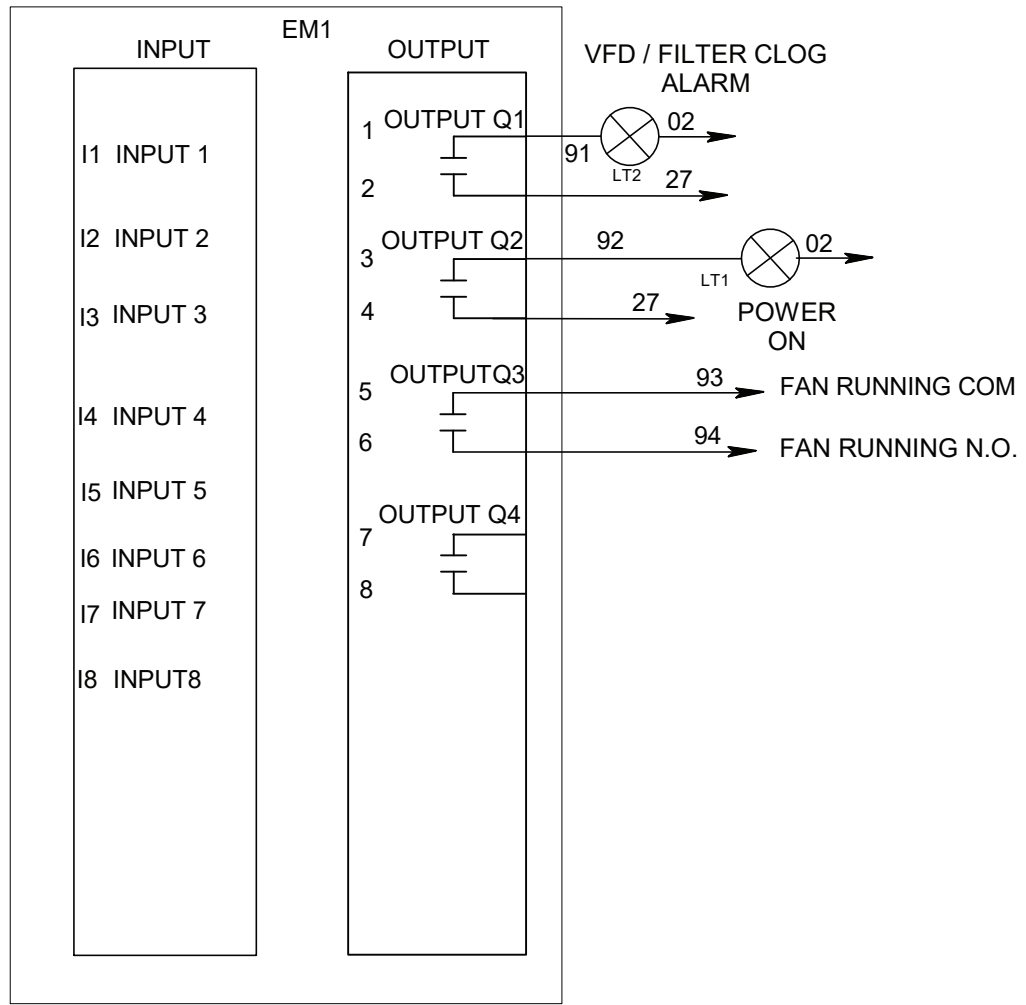 EM1
INPUT
OUTPUT
VFD / FILTER CLOG
ALARM
I1 INPUT 1
I2 INPUT 2
I3 INPUT 3
I4 INPUT 4
I5 INPUT 5
I6 INPUT 6
I7 INPUT 7
I8 INPUT8
1
OUTPUT Q1
91
LT2
02
2
27
OUTPUT Q2
3
92
LT1
02
4
27
POWER
ON
OUTPUTQ3
5
93
FAN RUNNING COM
6
94
FAN RUNNING N.O.
OUTPUT Q4
7
8